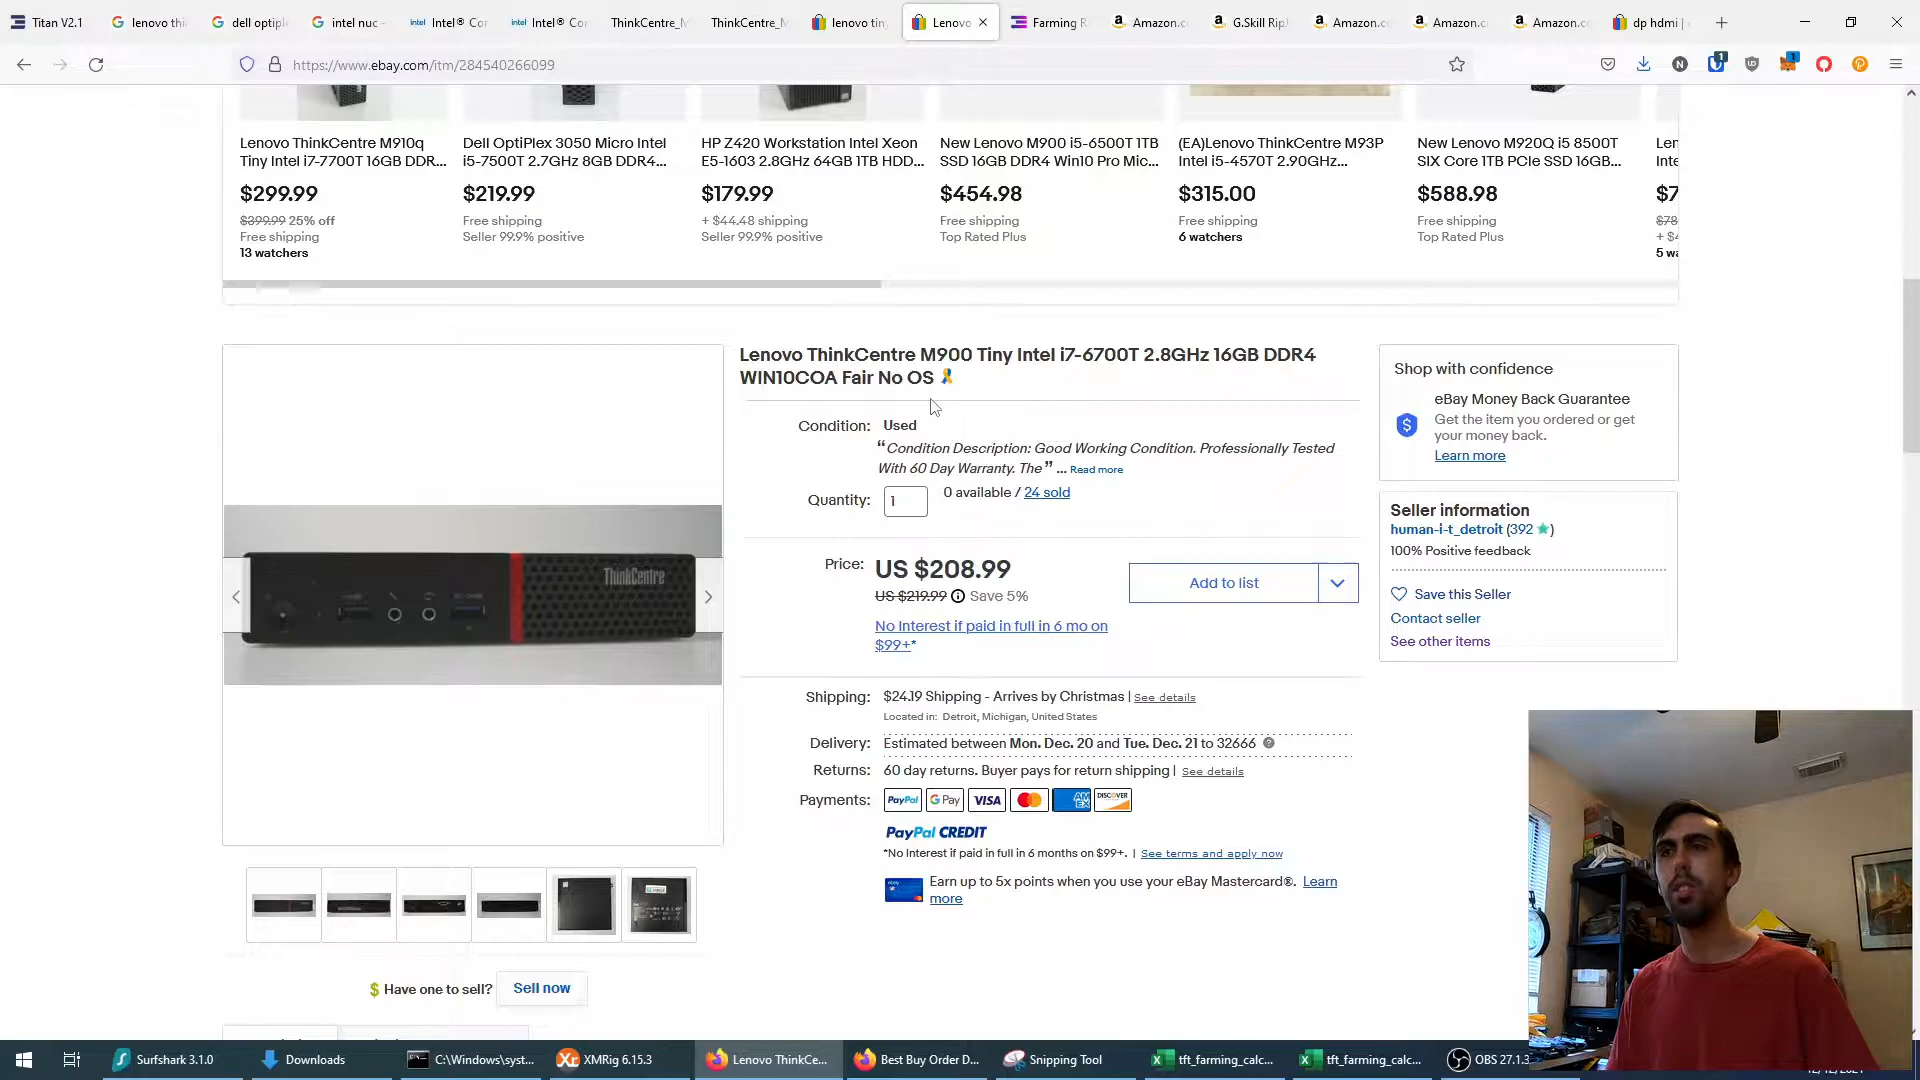 Titan V2.1
lenovo thi
dell optipl
intel nuc -
Intel® Cor
Intel® Co
ThinkCentre_M
ThinkCentre_M
lenovo tiny
Lenovo
Farming R
Amazon.c
G.Skill Rip
Amazon.c
Amazon.c
Amazon.c
dp hdmi |
https://www.ebay.com/itm/284540266099
Lenovo ThinkCentre M910q
Tiny Intel i7-7700T 16GB DDR...
$299.99
$399.99 25% off
Free shipping
13 watchers
Dell OptiPlex 3050 Micro Intel
i5-7500T 2.7GHz 8GB DDR4...
$219.99
Free shipping
Seller 99.9% positive
HP Z420 Workstation Intel Xeon
E5-1603 2.8GHz 64GB 1TB HDD...
$179.99
+ $44.48 shipping
Seller 99.9% positive
New Lenovo M900 i5-6500T 1TB
SSD 16GB DDR4 Win10 Pro Mic...
$454.98
Free shipping
Top Rated Plus
(EA)Lenovo ThinkCentre M93P
Intel i5-4570T 2.90GHz...
$315.00
Free shipping
6 watchers
New Lenovo M920Q i5 8500T
SIX Core 1TB PCIe SSD 16GB...
$588.98
Free shipping
Top Rated Plus
Len
Inte
$7
$78
+ $4
5 wa
Lenovo ThinkCentre M900 Tiny Intel i7-6700T 2.8GHz 16GB DDR4
WIN10COA Fair No OS
Condition: Used
“Condition Description: Good Working Condition. Professionally Tested
With 60 Day Warranty. The” ... Read more
Quantity: 1 0 available / 24 sold
Price: US $208.99
US $219.99 Save 5%
Add to list
No Interest if paid in full in 6 mo on
$99+*
Shipping: $24.19 Shipping - Arrives by Christmas | See details
Located in: Detroit, Michigan, United States
Delivery: Estimated between Mon. Dec. 20 and Tue. Dec. 21 to 32666
Returns: 60 day returns. Buyer pays for return shipping | See details
Payments: PayPal G Pay VISA AM EX DISCOVER
PayPal CREDIT
*No Interest if paid in full in 6 months on $99+. | See terms and apply now
Earn up to 5x points when you use your eBay Mastercard®. Learn
more
Shop with confidence
eBay Money Back Guarantee
Get the item you ordered or get
your money back.
Learn more
Seller information
human-i-t_detroit (392 )
100% Positive feedback
Save this Seller
Contact seller
See other items
ThinkCentre
Have one to sell? Sell now
Surfshark 3.1.0
Downloads
C:\Windows\syst...
XMRig 6.15.3
Lenovo ThinkCe...
Best Buy Order D...
Snipping Tool
tft_farming_calc...
tft_farming_calc...
OBS 27.1.3